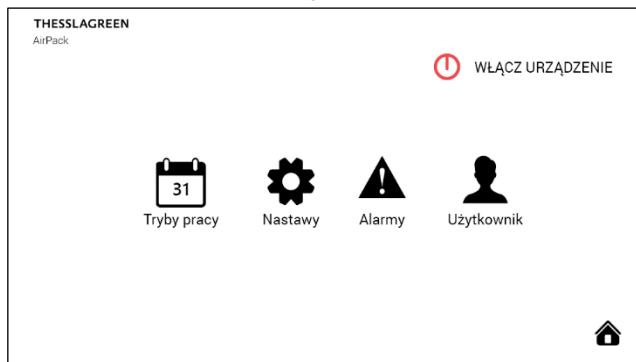 THESSLAGREEN
AirPack
WŁĄCZ URZĄDZENIE
31
Tryby pracy
Nastawy
Alarmy
Użytkownik